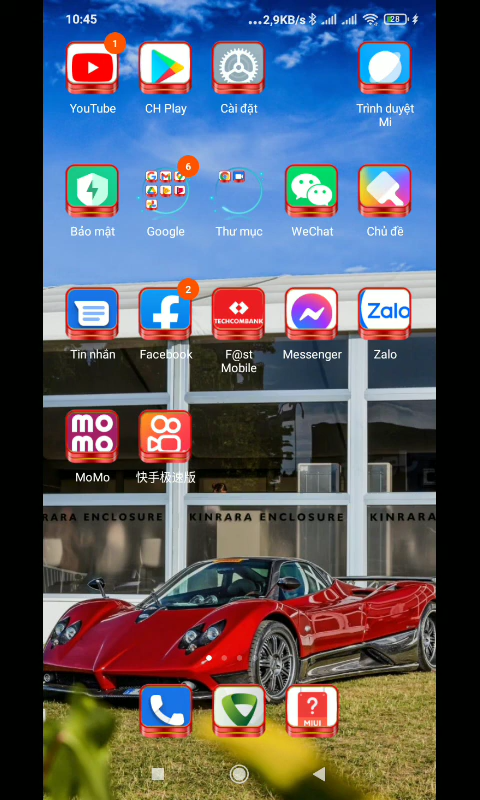 10:45
...2,9KB/s
28
1
YouTube
CH Play
Cài đặt
Trình duyệt
Mi
6
Bảo mật
Google
Thư mục
WeChat
Chủ đề
2
TECHCOMBANK
Zalo
Tin nhắn
Facebook
F@st
Mobile
Messenger
Zalo
mo
mo
MoMo
快手极速版
RARA ENCLOSURE
KINRARA ENCLOSURE
KINRARA E
?
MIUI